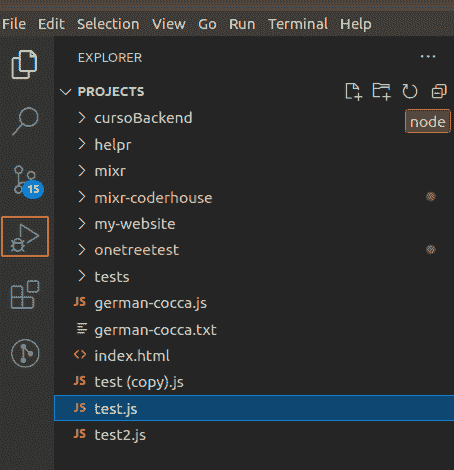 File Edit Selection View Go Run Terminal Help
EXPLORER
PROJECTS
cursoBackend
node
helpr
mixr
15
mixr-coderhouse
my-website
onetreetest
tests
JS german-cocca.js
german-cocca.txt
<> index.html
JS test (copy).js
JS test.js
JS test2.js